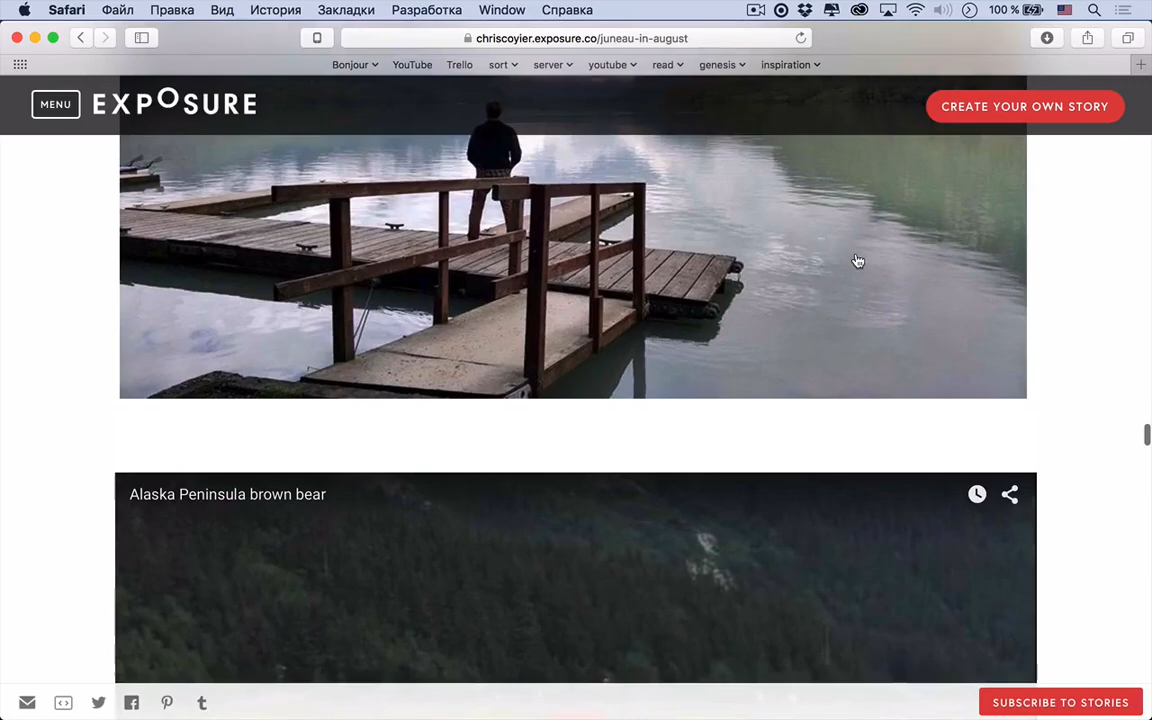 Safari Файл Правка Вид История Закладки Разработка Window Справка 100 %
chriscoyier.exposure.co/juneau-in-august
Bonjour YouTube Trello sort server youtube read genesis inspiration
MENU EXPOSURE CREATE YOUR OWN STORY
Alaska Peninsula brown bear
SUBSCRIBE TO STORIES